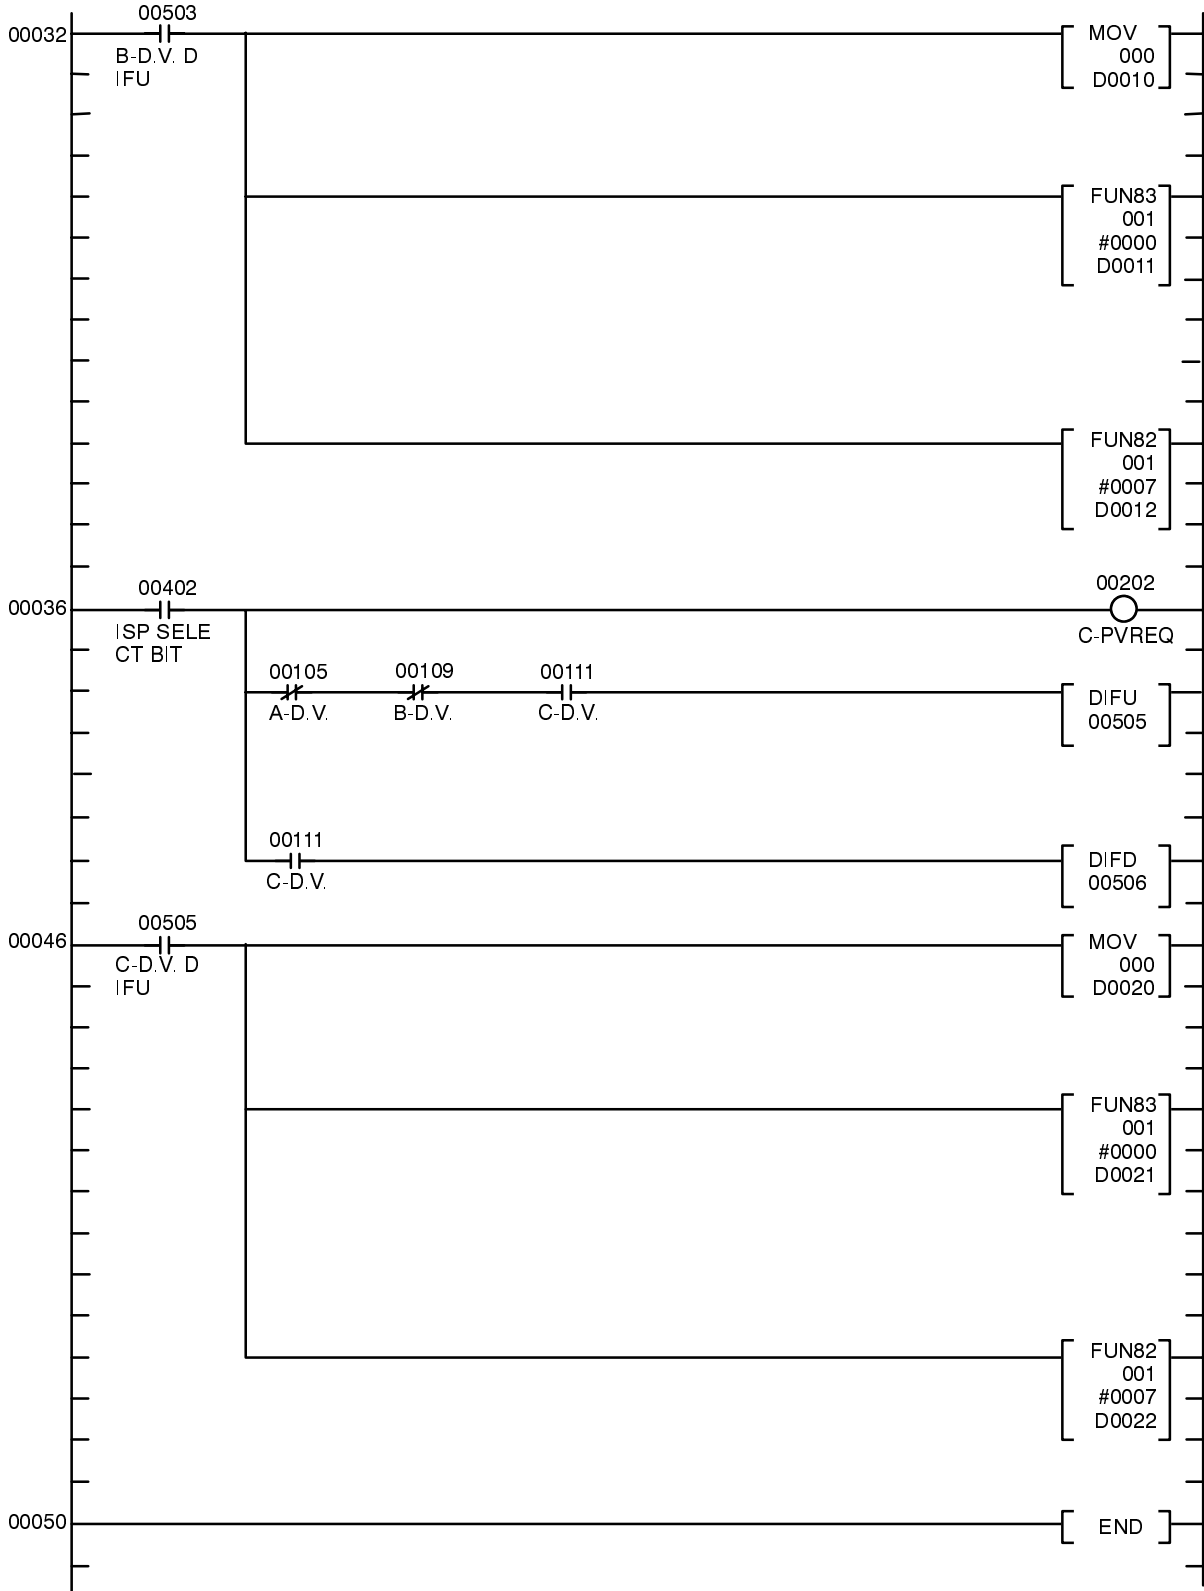 00503
00032
B-D.V. D
IFU
MOV
000
D0010
FUN83
001
#0000
D0011
FUN82
001
#0007
D0012
00402
00036
ISP SELE
CT BIT
00202
C-PVREQ
00105
A-D.V.
00109
B-D.V.
00111
C-D.V.
DIFU
00505
00111
C-D.V.
DIFD
00506
00505
00046
C-D.V. D
IFU
MOV
000
D0020
FUN83
001
#0000
D0021
FUN82
001
#0007
D0022
00050
END